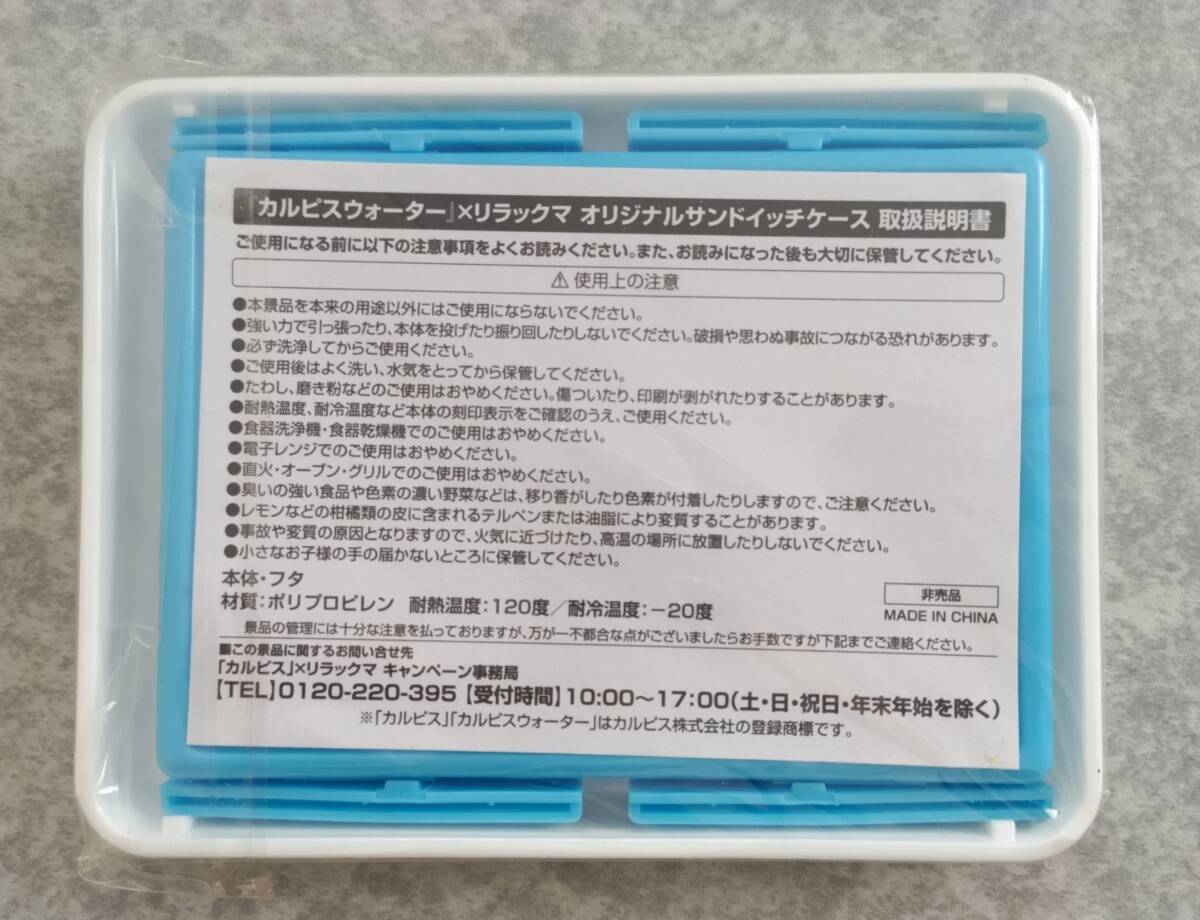 『カルピスウォーター』×リラックマ オリジナルサンドイッチケース 取扱説明書
ご使用になる前に以下の注意事項をよくお読みください。また、お読みになった後も大切に保管してください。
⚠使用上の注意
●本景品を本来の用途以外にはご使用にならないでください。
●強い力で引っ張ったり、本体を投げたり振り回したりしないでください。破損や思わぬ事故につながる恐れがあります。
●必ず洗浄してからご使用ください。
●ご使用後はよく洗い、水気をとってから保管してください。
●たわし、磨き粉などのご使用はおやめください。傷ついたり、印刷が剥がれたりすることがあります。
●耐熱温度、耐冷温度など本体の刻印表示をご確認のうえ、ご使用ください。
●食器洗浄機・食器乾燥機でのご使用はおやめください。
●電子レンジでのご使用はおやめください。
●直火・オーブン・グリルでのご使用はおやめください。
●臭いの強い食品や色素の濃い野菜などは、移り香がしたり色素が付着したりしますので、ご注意ください。
●レモンなどの柑橘類の皮に含まれるテルペンまたは油脂により変質することがあります。
●事故や変質の原因となりますので、火気に近づけたり、高温の場所に放置したりしないでください。
●小さなお子様の手の届かないところに保管してください。
本体・フタ
材質：ポリプロピレン 耐熱温度：120度／耐冷温度：−20度
非売品
MADE IN CHINA
景品の管理には十分な注意を払っておりますが、万が一不都合な点がございましたらお手数ですが下記までご連絡ください。
■この景品に関するお問い合せ先
「カルピス」×リラックマ キャンペーン事務局
【TEL】0120-220-395【受付時間】10:00〜17:00(土・日・祝日・年末年始を除く)
※「カルピス」「カルピスウォーター」はカルピス株式会社の登録商標です。